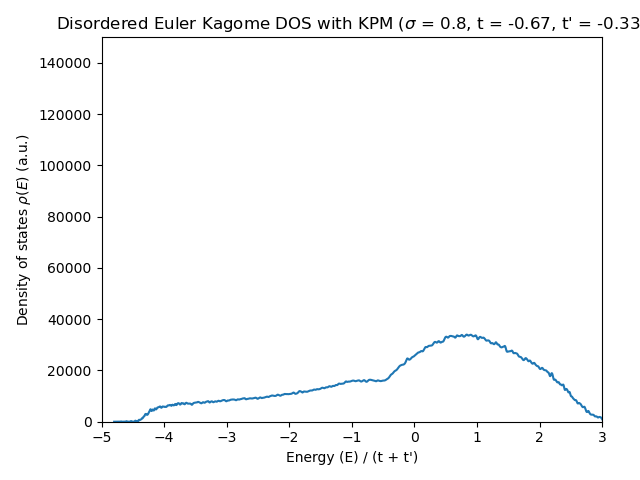 Disordered Euler Kagome DOS with KPM (σ = 0.8, t = -0.67, t' = -0.33
140000
120000
100000
80000
60000
40000
20000
0
Density of states ρ(E) (a.u.)
−5 −4 −3 −2 −1 0 1 2 3
Energy (E) / (t + t')